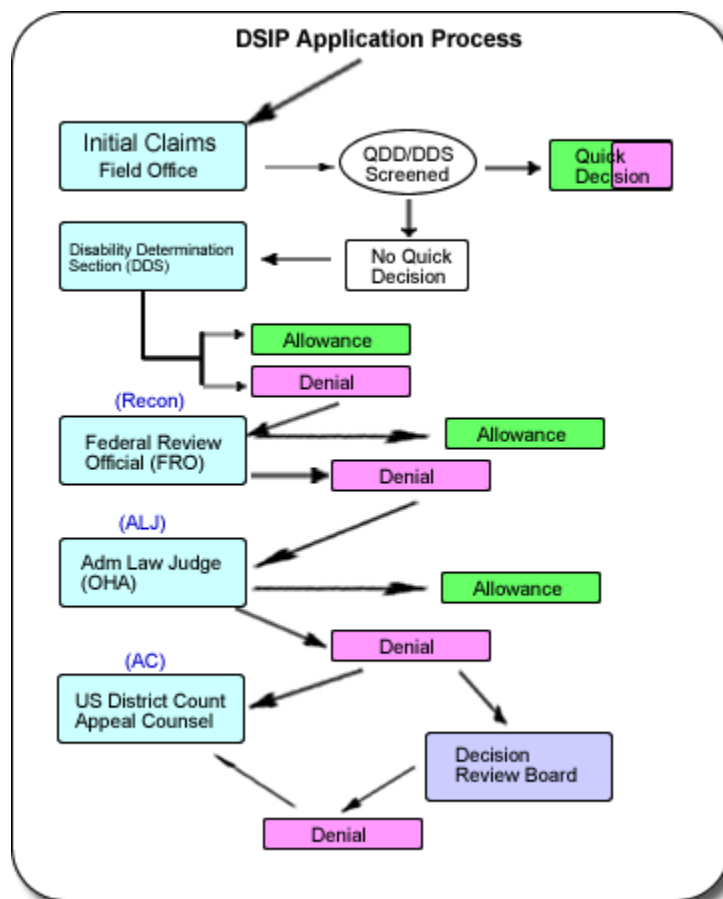 DSIP Application Process
Initial Claims
Field Office
QDD/DDS
Screened
Quick
Decision
Disability Determination
Section (DDS)
No Quick
Decision
Allowance
Denial
(Recon)
Federal Review
Official (FRO)
Allowance
Denial
(ALJ)
Adm Law Judge
(OHA)
Allowance
Denial
(AC)
US District Count
Appeal Counsel
Decision
Review Board
Denial